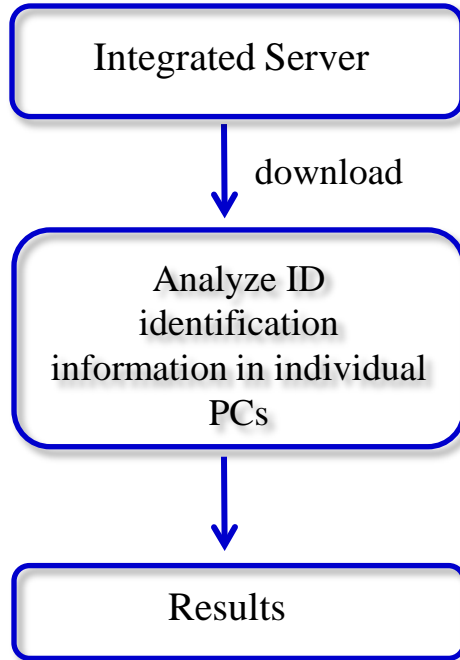 Integrated Server
download
Analyze ID
identification
information in individual
PCs
Results